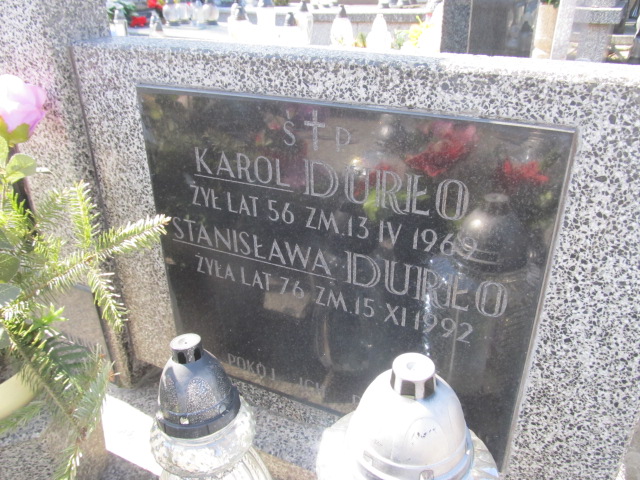 Ś † P
KAROL DURŁO
ŻYŁ LAT 56 ZM. 13 IV 1969
STANISŁAWA DURŁO
ŻYŁA LAT 76 ZM. 15 XI 1992
POKÓJ